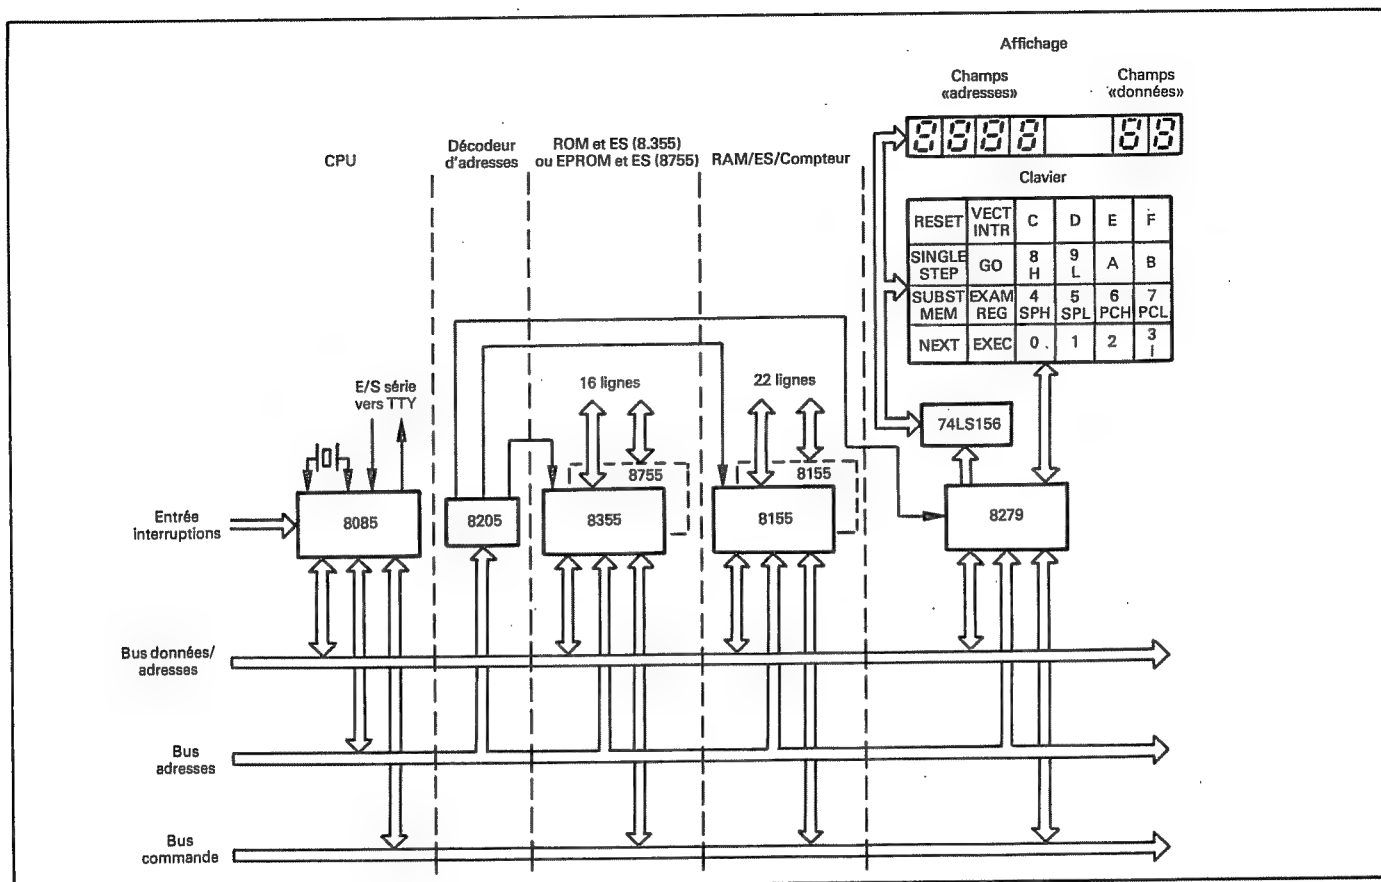 Affichage
Champs
«adresses»
Champs
«données»
CPU
Décodeur
d'adresses
ROM et ES (8.355)
ou EPROM et ES (8755)
RAM/ES/Compteur
Clavier
RESET
VECT
INTR
C
D
E
F
SINGLE
STEP
GO
8
H
9
L
A
B
SUBST
MEM
EXAM
REG
4
SPH
5
SPL
6
PCH
7
PCL
NEXT
EXEC
0
1
2
3
I
E/S série
vers TTY
16 lignes
22 lignes
74LS156
8755
8155
Entrée
interruptions
8085
8205
8355
8155
8279
Bus données/
adresses
Bus
adresses
Bus
commande